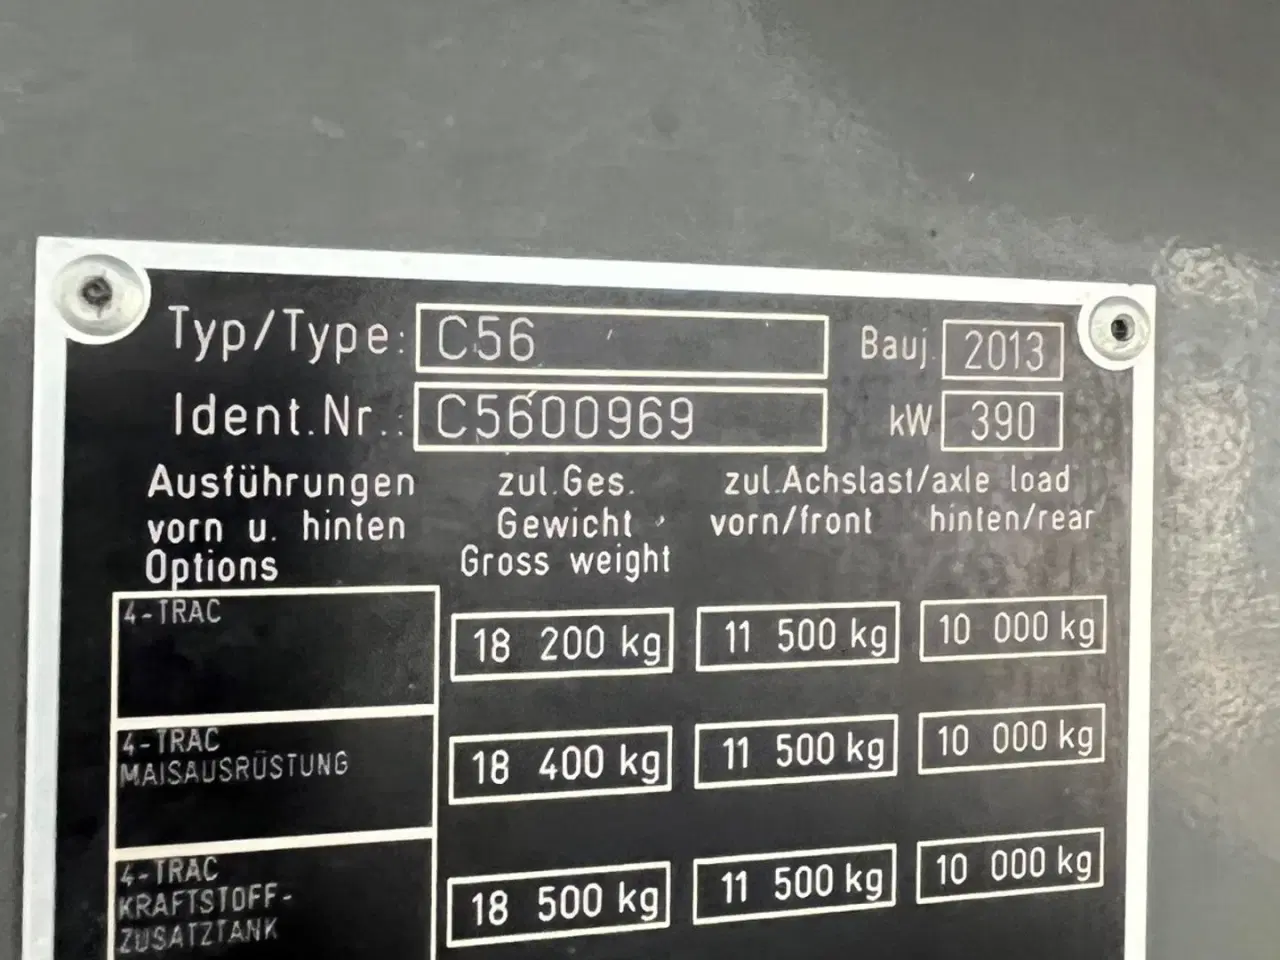 Typ/Type: C56 Bauj. 2013
Ident.Nr.: C5600969 kW 390
Ausführungen zul.Ges. zul.Achslast/axle load
vorn u. hinten Gewicht vorn/front hinten/rear
Options Gross weight
4-TRAC
18 200 kg 11 500 kg 10 000 kg
4-TRAC
MAISAUSRÜSTUNG
18 400 kg 11 500 kg 10 000 kg
4-TRAC
KRAFTSTOFF-
ZUSATZTANK
18 500 kg 11 500 kg 10 000 kg